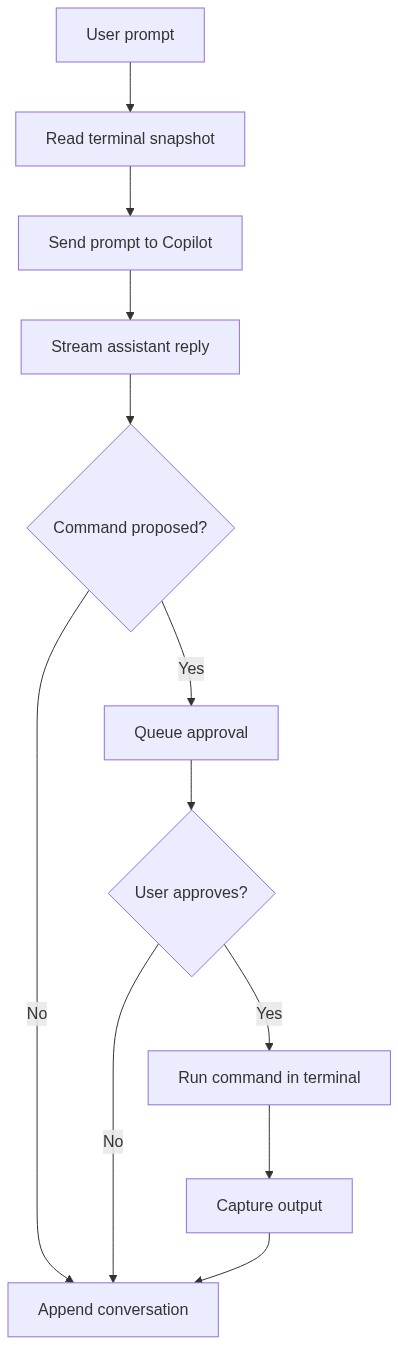 User prompt
Read terminal snapshot
Send prompt to Copilot
Stream assistant reply
Command proposed?
Yes
Queue approval
User approves?
No
Yes
Run command in terminal
No
Capture output
Append conversation